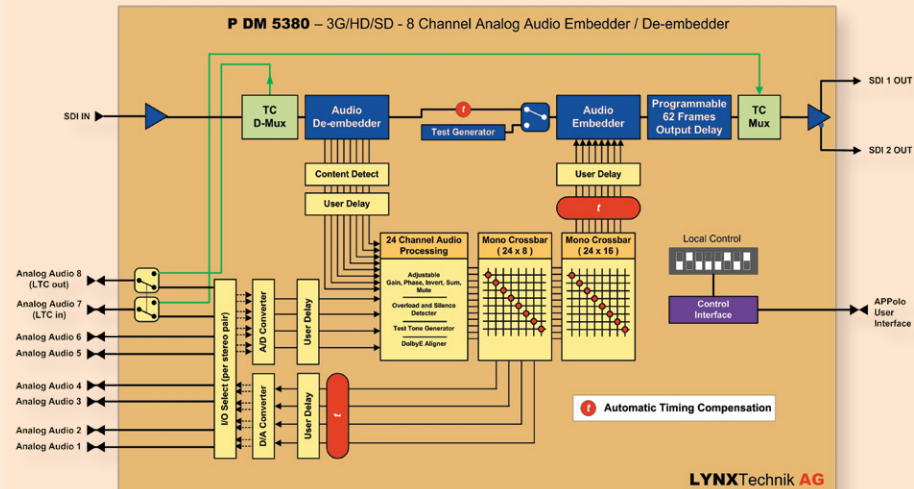 P DM 5380 – 3G/HD/SD - 8 Channel Analog Audio Embedder / De-embedder
SDI IN
TC
D-Mux
Audio
De-embedder
t
Test Generator
Audio
Embedder
Programmable
62 Frames
Output Delay
TC
Mux
SDI 1 OUT
SDI 2 OUT
Content Detect
User Delay
User Delay
t
24 Channel Audio
Processing
Adjustable
Gain, Phase, Invert, Sum,
Mute
Overload and Silence
Detecter
Test Tone Generator
DolbyE Aligner
Mono Crossbar
( 24 x 8 )
Mono Crossbar
( 24 x 16 )
Local Control
Control
Interface
APPolo
User
Interface
Analog Audio 8
(LTC out)
Analog Audio 7
(LTC in)
Analog Audio 6
Analog Audio 5
Analog Audio 4
Analog Audio 3
Analog Audio 2
Analog Audio 1
I/O Select (per stereo pair)
A/D Converter
User Delay
D/A Converter
User Delay
t
t Automatic Timing Compensation
LYNXTechnik AG